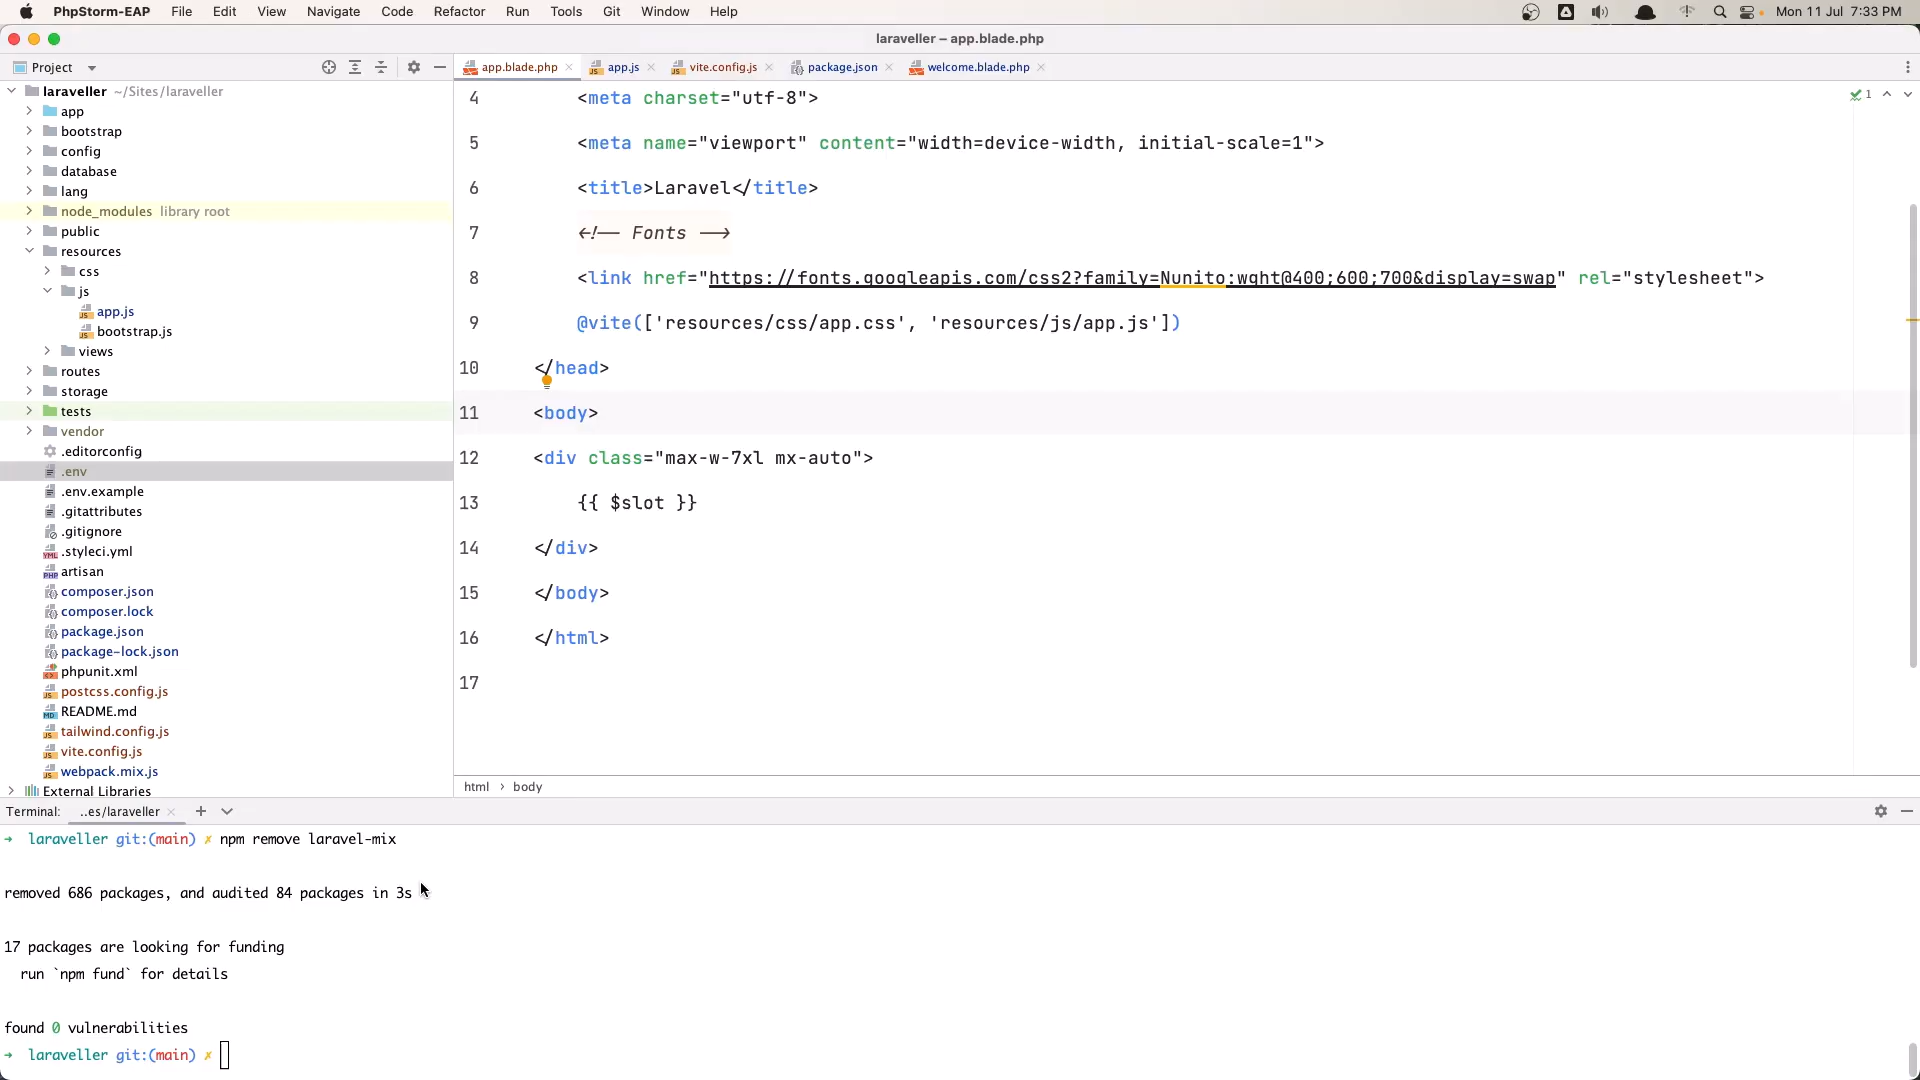 PhpStorm-EAP File Edit View Navigate Code Refactor Run Tools Git Window Help Mon 11 Jul 7:33 PM
laraveller – app.blade.php
Project
app.blade.php app.js vite.config.js package.json welcome.blade.php
laraveller ~/Sites/laraveller
app
bootstrap
config
database
lang
node_modules library root
public
resources
css
js
app.js
bootstrap.js
views
routes
storage
tests
vendor
.editorconfig
.env
.env.example
.gitattributes
.gitignore
.styleci.yml
artisan
composer.json
composer.lock
package.json
package-lock.json
phpunit.xml
postcss.config.js
README.md
tailwind.config.js
vite.config.js
webpack.mix.js
External Libraries
1
4 <meta charset="utf-8">
5 <meta name="viewport" content="width=device-width, initial-scale=1">
6 <title>Laravel</title>
7 <!-- Fonts -->
8 <link href="https://fonts.googleapis.com/css2?family=Nunito:wght@400;600;700&display=swap" rel="stylesheet">
9 @vite(['resources/css/app.css', 'resources/js/app.js'])
10 </head>
11 <body>
12 <div class="max-w-7xl mx-auto">
13 {{ $slot }}
14 </div>
15 </body>
16 </html>
17
html › body
Terminal: ..es/laraveller
→ laraveller git:(main) ✗ npm remove laravel-mix
removed 686 packages, and audited 84 packages in 3s
17 packages are looking for funding
run `npm fund` for details
found 0 vulnerabilities
→ laraveller git:(main) ✗